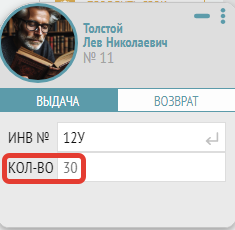 Толстой
Лев Николаевич
№ 11
ВЫДАЧА
ВОЗВРАТ
ИНВ № 12У
КОЛ-ВО 30